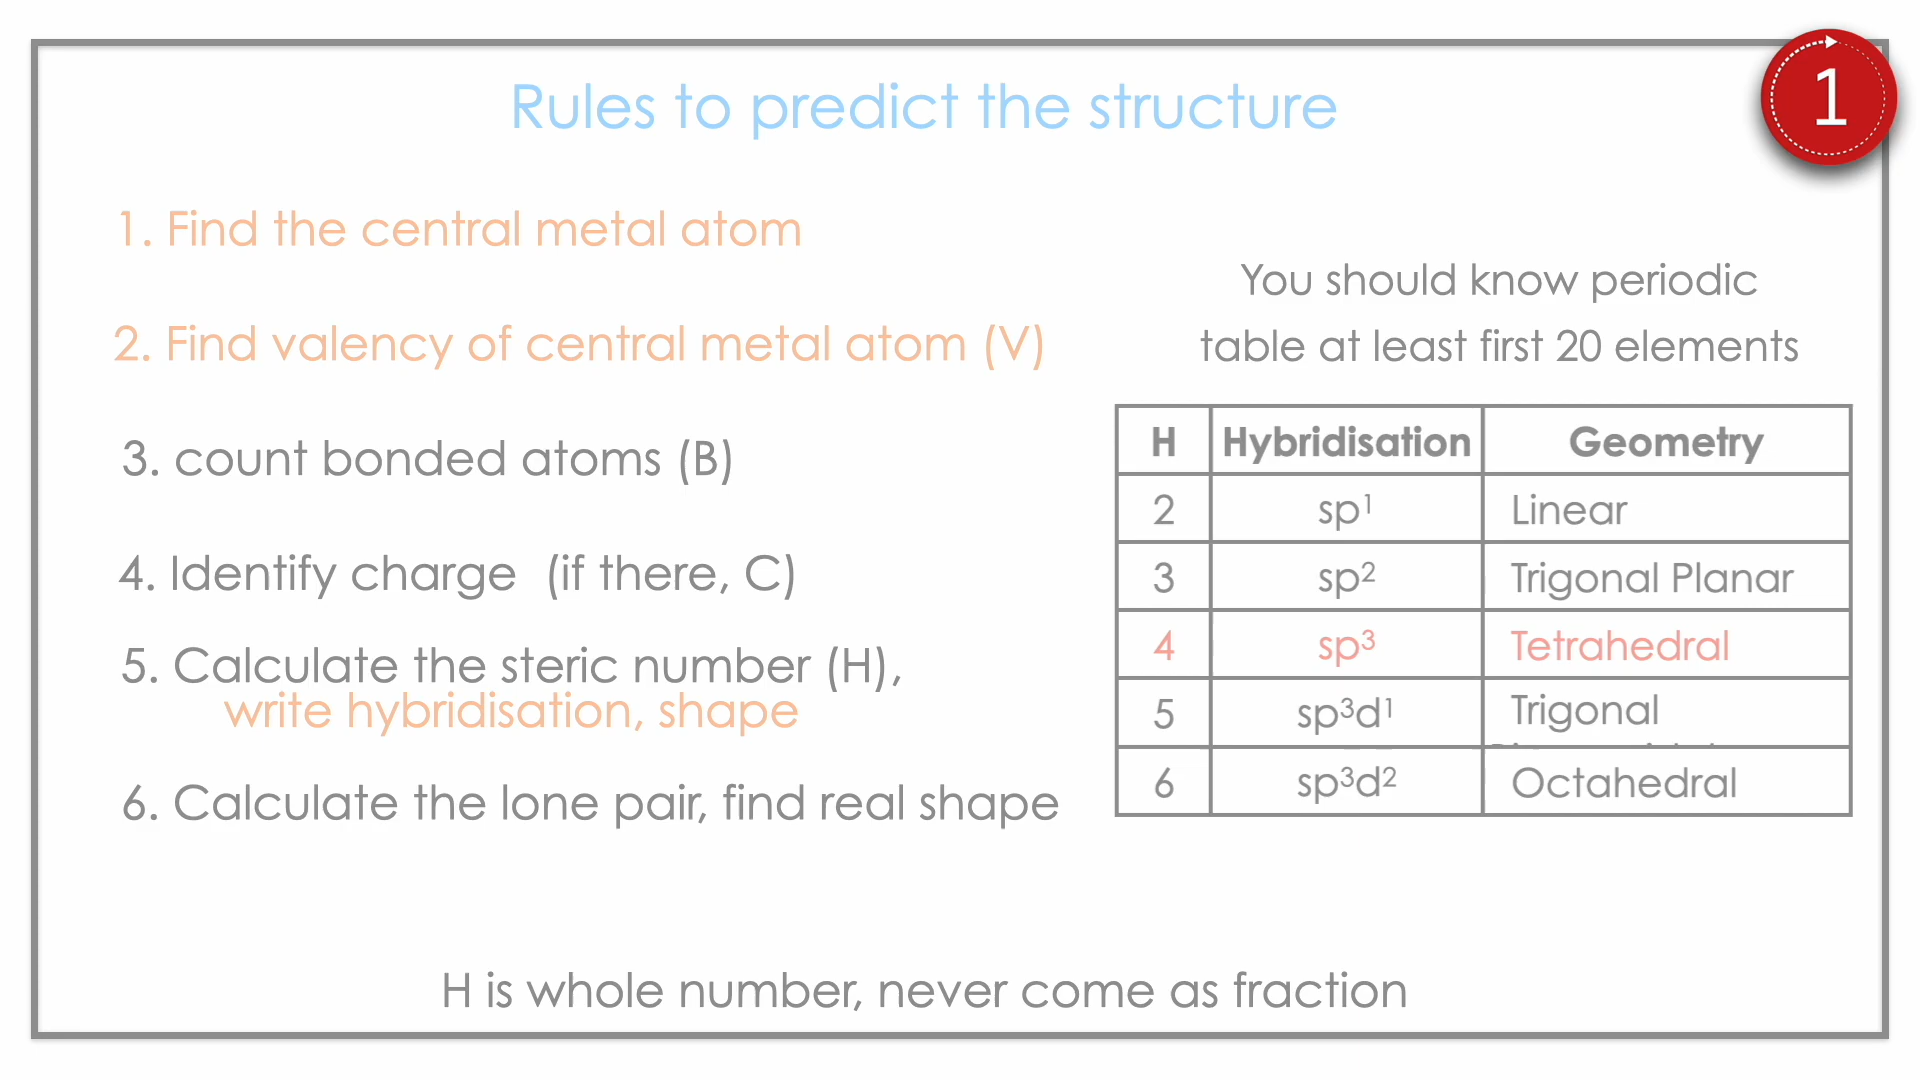 Rules to predict the structure
1
1. Find the central metal atom
2. Find valency of central metal atom (V)
3. count bonded atoms (B)
4. Identify charge (if there, C)
5. Calculate the steric number (H),
write hybridisation, shape
6. Calculate the lone pair, find real shape
You should know periodic
table at least first 20 elements
H Hybridisation Geometry
2 sp¹ Linear
3 sp² Trigonal Planar
4 sp³ Tetrahedral
5 sp³d¹ Trigonal
6 sp³d² Octahedral
H is whole number, never come as fraction